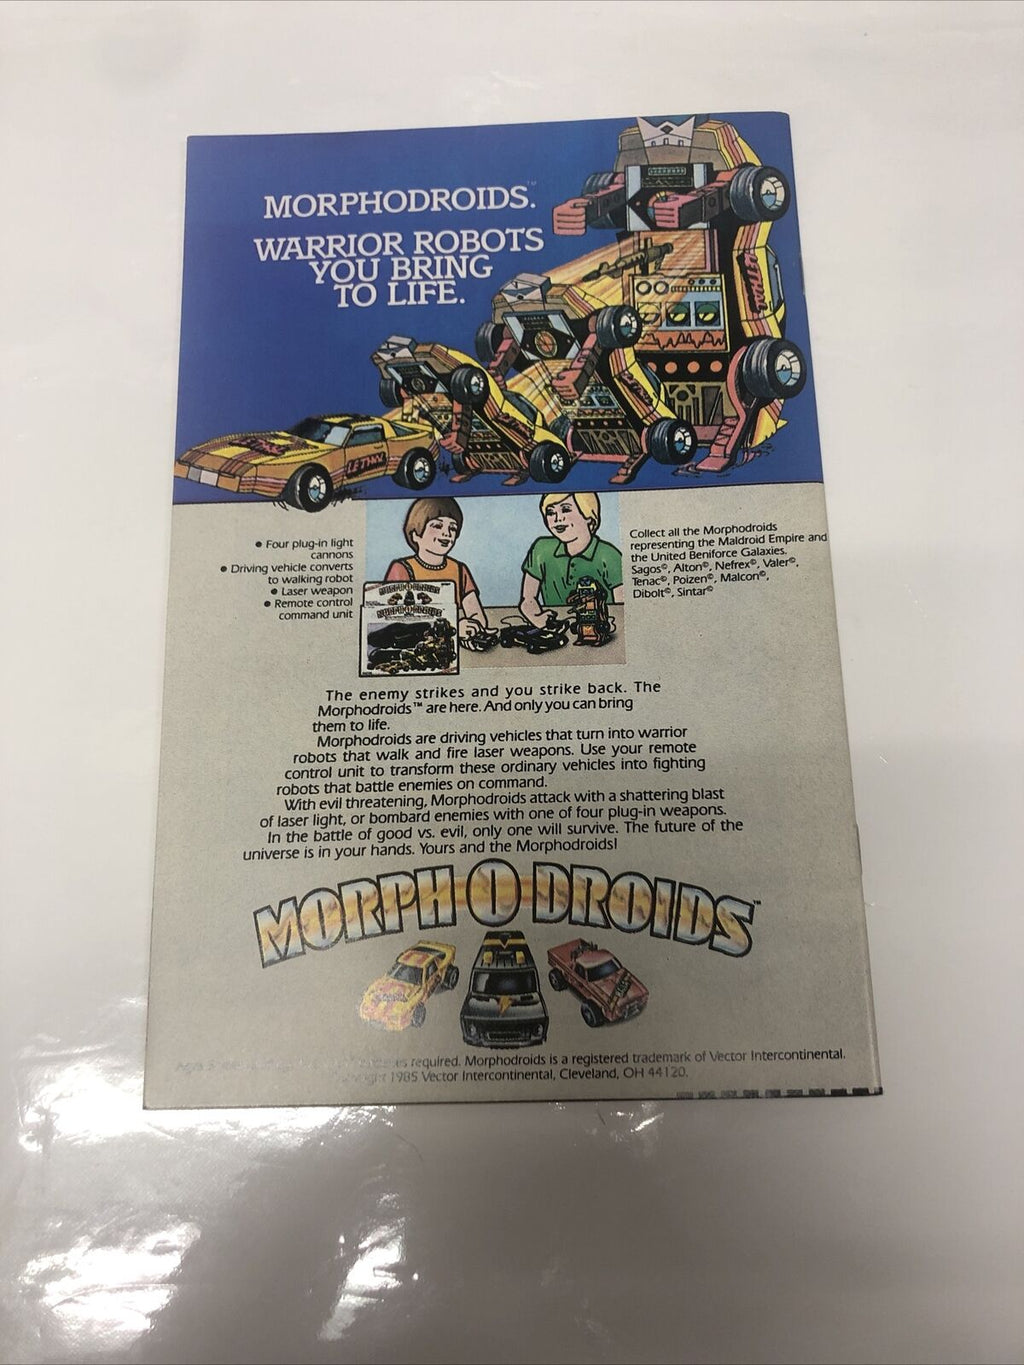 MORPHODROIDS.™
WARRIOR ROBOTS
YOU BRING
TO LIFE.
LETHAL
LETHAL
LETHAL
LETHAL
LETHAL
• Four plug-in light
cannons
• Driving vehicle converts
to walking robot
• Laser weapon
• Remote control
command unit
MORPH O DROIDS
MORPH O DROIDS
Collect all the Morphodroids
representing the Maldroid Empire and
the United Beniforce Galaxies.
Sagos©, Alton©, Nefrex©, Valer©,
Tenac©, Poizen©, Malcon©,
Dibolt©, Sintar©
The enemy strikes and you strike back. The
Morphodroids™ are here. And only you can bring
them to life.
Morphodroids are driving vehicles that turn into warrior
robots that walk and fire laser weapons. Use your remote
control unit to transform these ordinary vehicles into fighting
robots that battle enemies on command.
With evil threatening, Morphodroids attack with a shattering blast
of laser light, or bombard enemies with one of four plug-in weapons.
In the battle of good vs. evil, only one will survive. The future of the
universe is in your hands. Yours and the Morphodroids!
MORPH O DROIDS™
required. Morphodroids is a registered trademark of Vector Intercontinental.
1985 Vector Intercontinental, Cleveland, OH 44120.